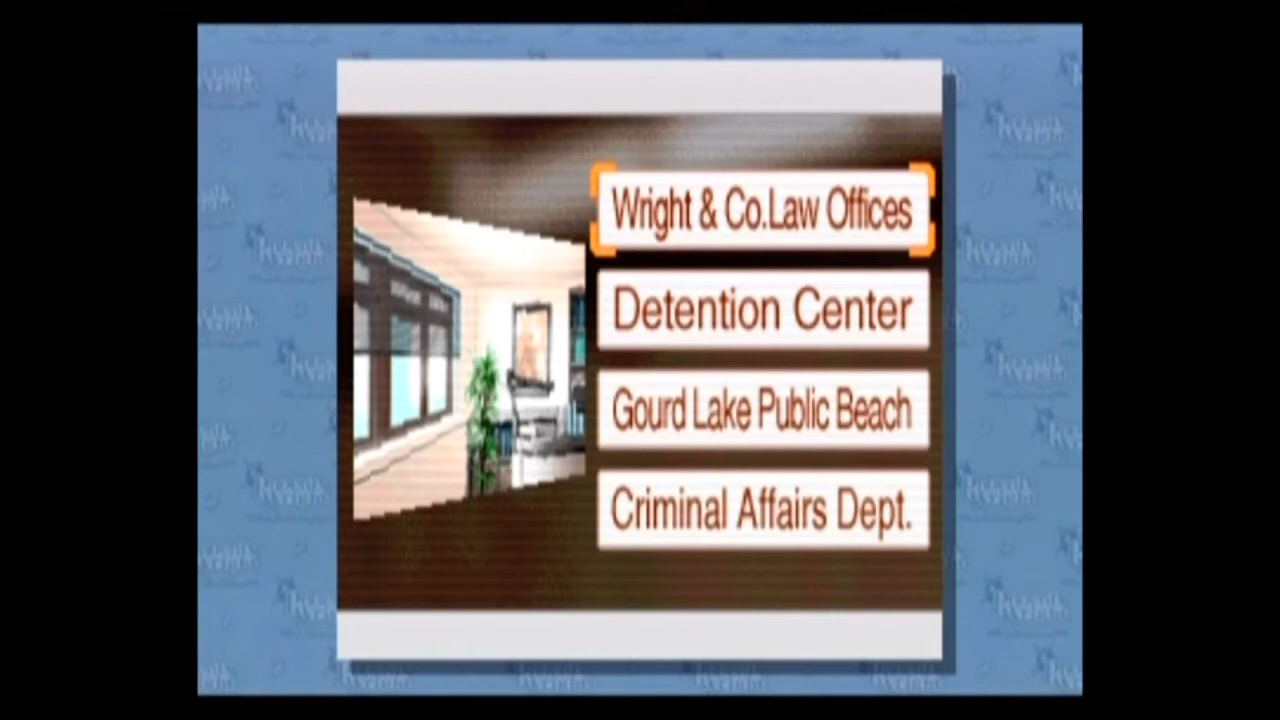 Wright & Co.Law Offices
Detention Center
Gourd Lake Public Beach
Criminal Affairs Dept.